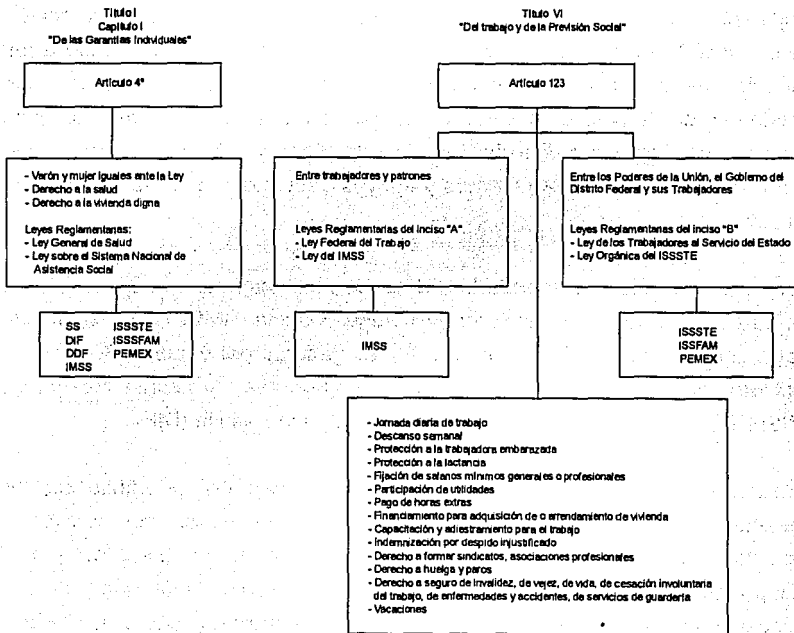 Título I
Capítulo I
"De las Garantías Individuales"
Artículo 4°
- Varón y mujer iguales ante la Ley
- Derecho a la salud
- Derecho a la vivienda digna
Leyes Reglamentarias:
- Ley General de Salud
- Ley sobre el Sistema Nacional de
Asistencia Social
SS ISSSTE
DIF ISSSFAM
DDF PEMEX
IMSS
Título VI
"Del trabajo y de la Previsión Social"
Artículo 123
Entre trabajadores y patrones
Leyes Reglamentarias del Inciso "A".
- Ley Federal del Trabajo
- Ley del IMSS
IMSS
Entre los Poderes de la Unión, el Gobierno del
Distrito Federal y sus Trabajadores
Leyes Reglamentarias del inciso "B"
- Ley de los Trabajadores al Servicio del Estado
- Ley Orgánica del ISSSTE
ISSSTE
ISSFAM
PEMEX
- Jornada diaria de trabajo
- Descanso semanal
- Protección a la trabajadora embarazada
- Protección a la lactancia
- Fijación de salarios mínimos generales o profesionales
- Participación de utilidades
- Pago de horas extras
- Financiamiento para adquisición de o arrendamiento de vivienda
- Capacitación y adiestramiento para el trabajo
- Indemnización por despido injustificado
- Derecho a formar sindicatos, asociaciones profesionales
- Derecho a huelga y paros
- Derecho a seguro de invalidez, de vejez, de vida, de cesación involuntaria
del trabajo, de enfermedades y accidentes, de servicios de guardería
- Vacaciones